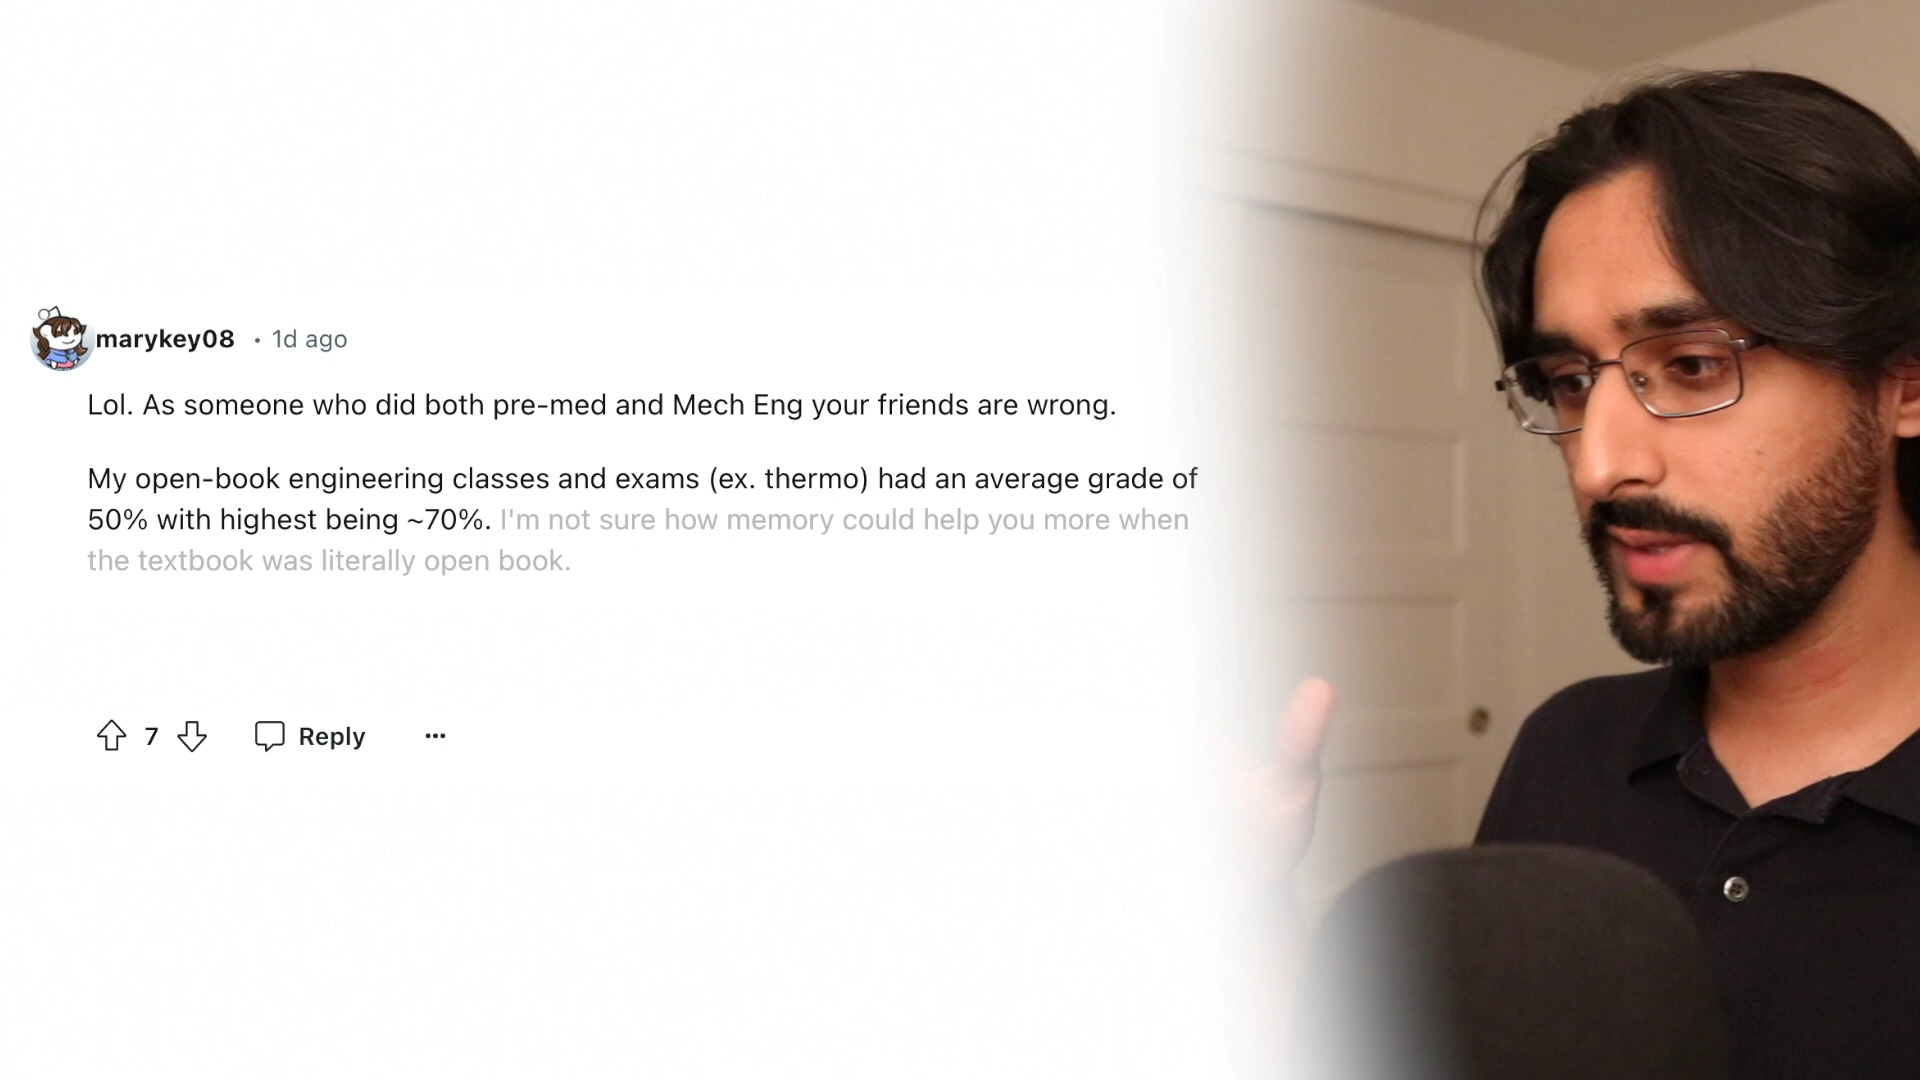 marykey08 • 1d ago
Lol. As someone who did both pre-med and Mech Eng your friends are wrong.
My open-book engineering classes and exams (ex. thermo) had an average grade of
50% with highest being ~70%. I'm not sure how memory could help you more when
the textbook was literally open book.
7 Reply ...